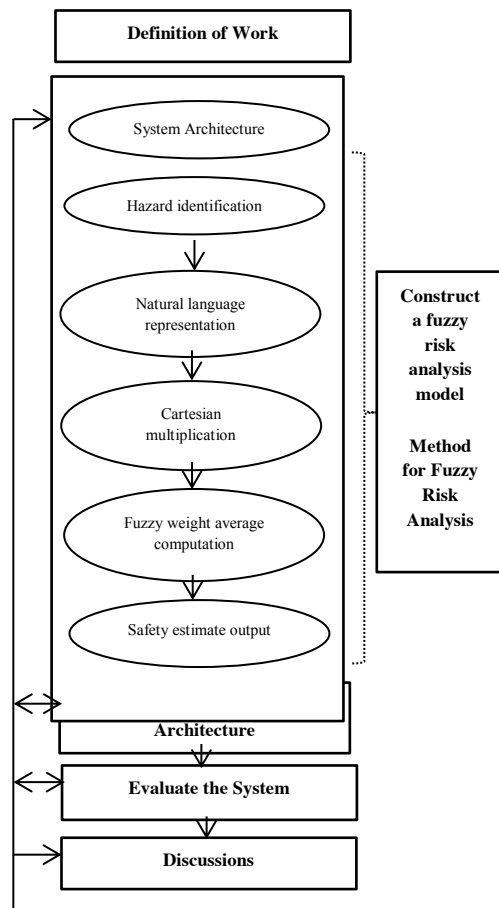 Definition of Work
System Architecture
Hazard identification
Natural language
representation
Cartesian
multiplication
Fuzzy weight average
computation
Safety estimate output
Construct
a fuzzy
risk
analysis
model
Method
for Fuzzy
Risk
Analysis
Architecture
Evaluate the System
Discussions